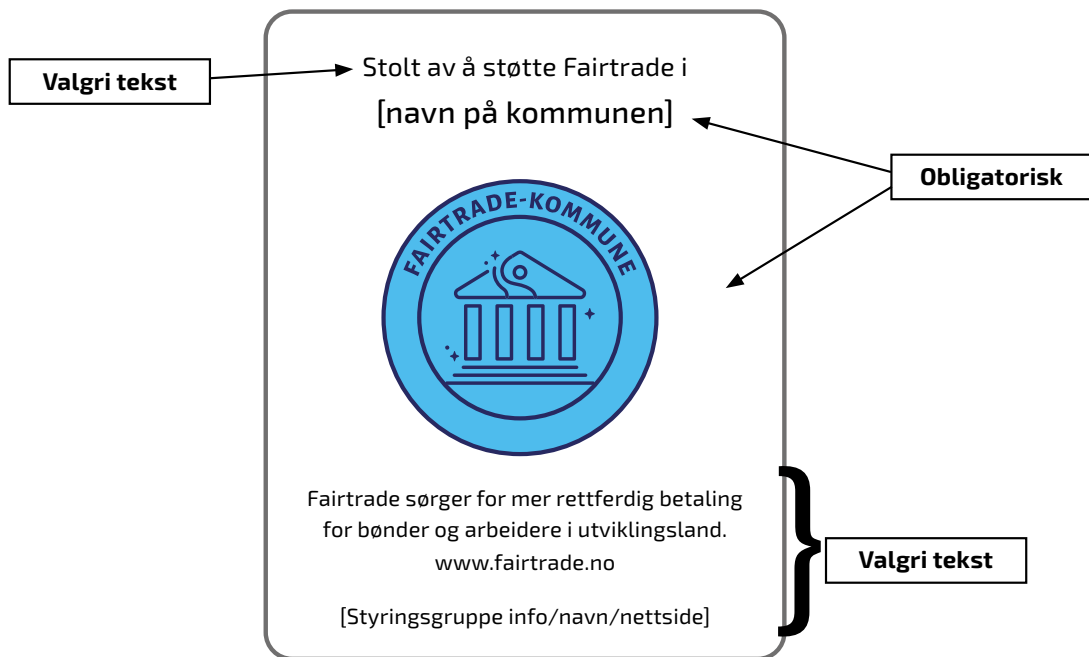 Stolt av å støtte Fairtrade i
Valgri tekst
[navn på kommunen]
Obligatorisk
FAIRTRADE-KOMMUNE
Fairtrade sørger for mer rettferdig betaling
for bønder og arbeidere i utviklingsland.
www.fairtrade.no
Valgri tekst
[Styringsgruppe info/navn/nettside]